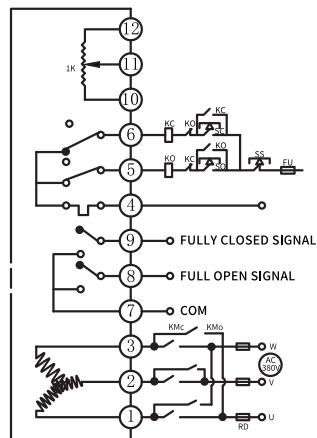 12
1K
11
10
KC
6 KC KO SC
KO SS FU
5 KO KC SO
4
9 FULLY CLOSED SIGNAL
8 FULL OPEN SIGNAL
7 COM
KMc KMo
3 W
AC
380V
2 V
1 U
RD